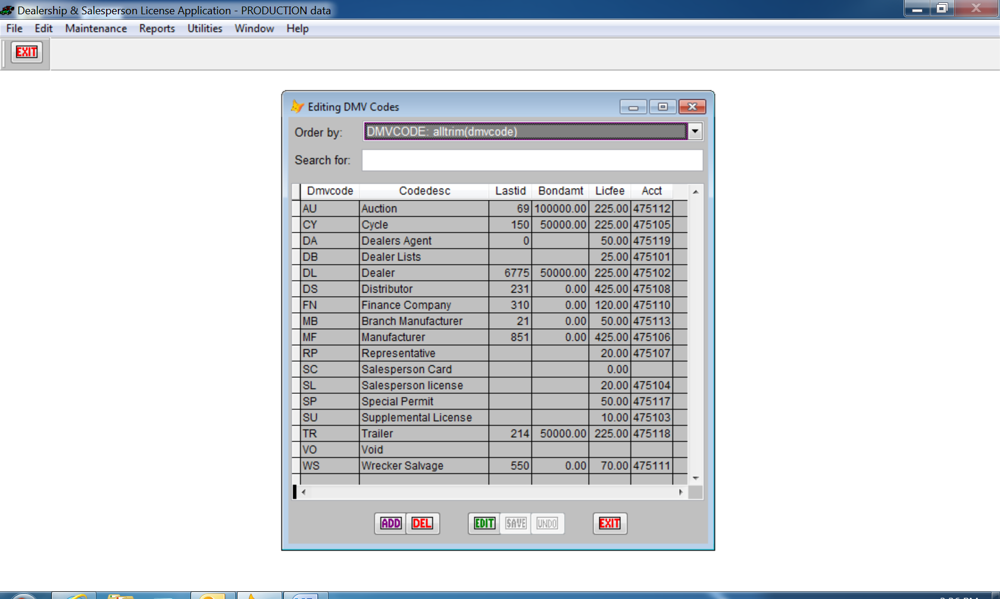 Dealership & Salesperson License Application - PRODUCTION data
File Edit Maintenance Reports Utilities Window Help
EXIT
Editing DMV Codes
Order by: DMVCODE: alltrim(dmvcode)
Search for:
Dmvcode Codedesc Lastid Bondamt Licfee Acct
AU Auction 69 100000.00 225.00 475112
CY Cycle 150 50000.00 225.00 475105
DA Dealers Agent 0 50.00 475119
DB Dealer Lists 25.00 475101
DL Dealer 6775 50000.00 225.00 475102
DS Distributor 231 0.00 425.00 475108
FN Finance Company 310 0.00 120.00 475110
MB Branch Manufacturer 21 0.00 50.00 475113
MF Manufacturer 851 0.00 425.00 475106
RP Representative 20.00 475107
SC Salesperson Card 0.00
SL Salesperson license 20.00 475104
SP Special Permit 50.00 475117
SU Supplemental License 10.00 475103
TR Trailer 214 50000.00 225.00 475118
VO Void
WS Wrecker Salvage 550 0.00 70.00 475111
ADD DEL EDIT SAVE UNDO EXIT